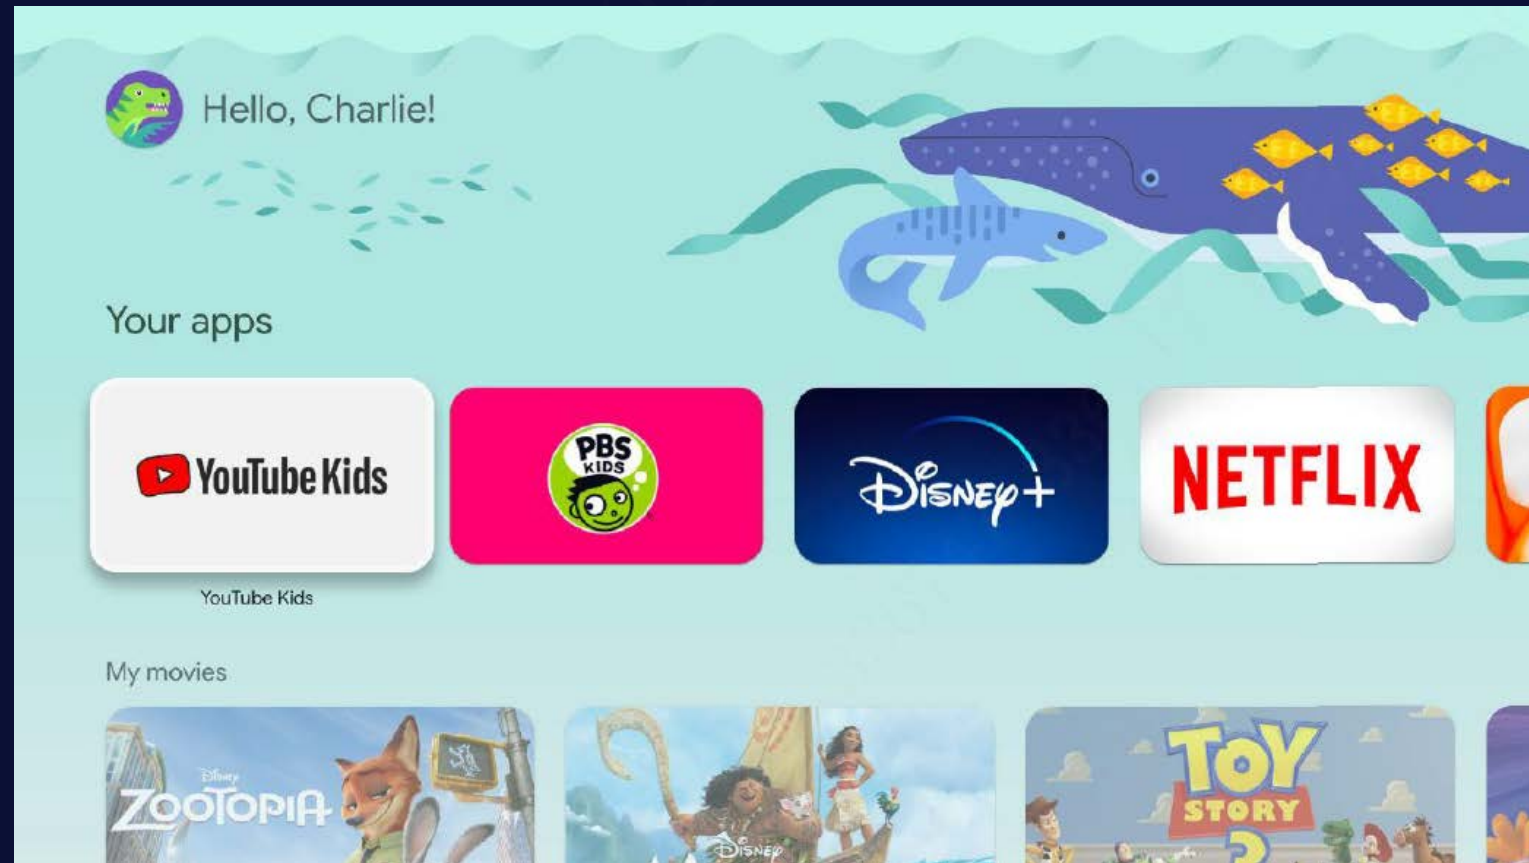 Hello, Charlie!
Your apps
YouTube Kids
PBS
KIDS
Disney+
NETFLIX
YouTube Kids
My movies
Disney
ZOOTOPIA
DISNEY
TOY
STORY